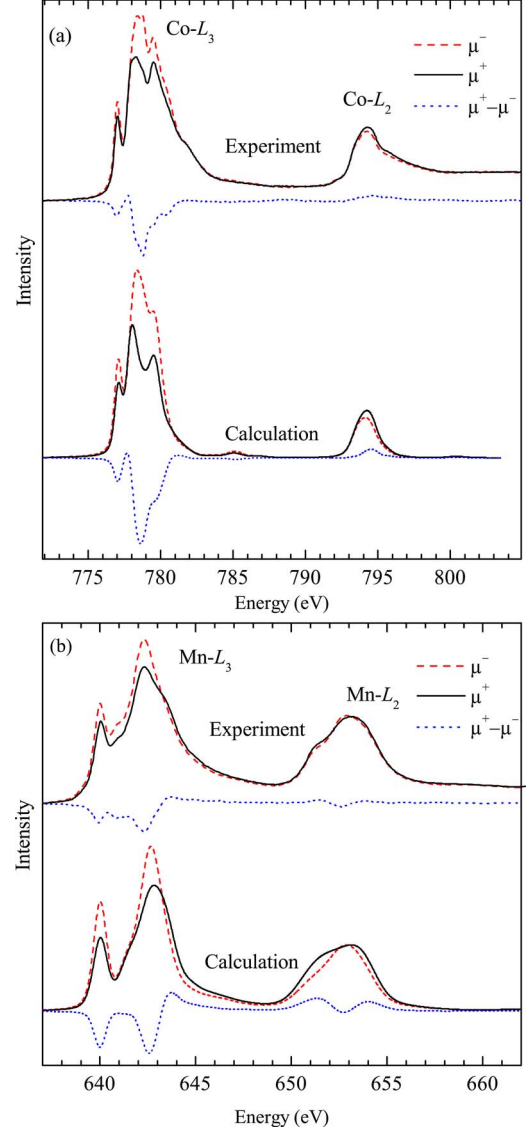 (a)
Co-L₃
μ⁻
μ⁺
μ⁺–μ⁻
Co-L₂
Experiment
Intensity
Calculation
775 780 785 790 795 800
Energy (eV)
(b)
Mn-L₃
μ⁻
μ⁺
μ⁺–μ⁻
Mn-L₂
Experiment
Intensity
Calculation
640 645 650 655 660
Energy (eV)